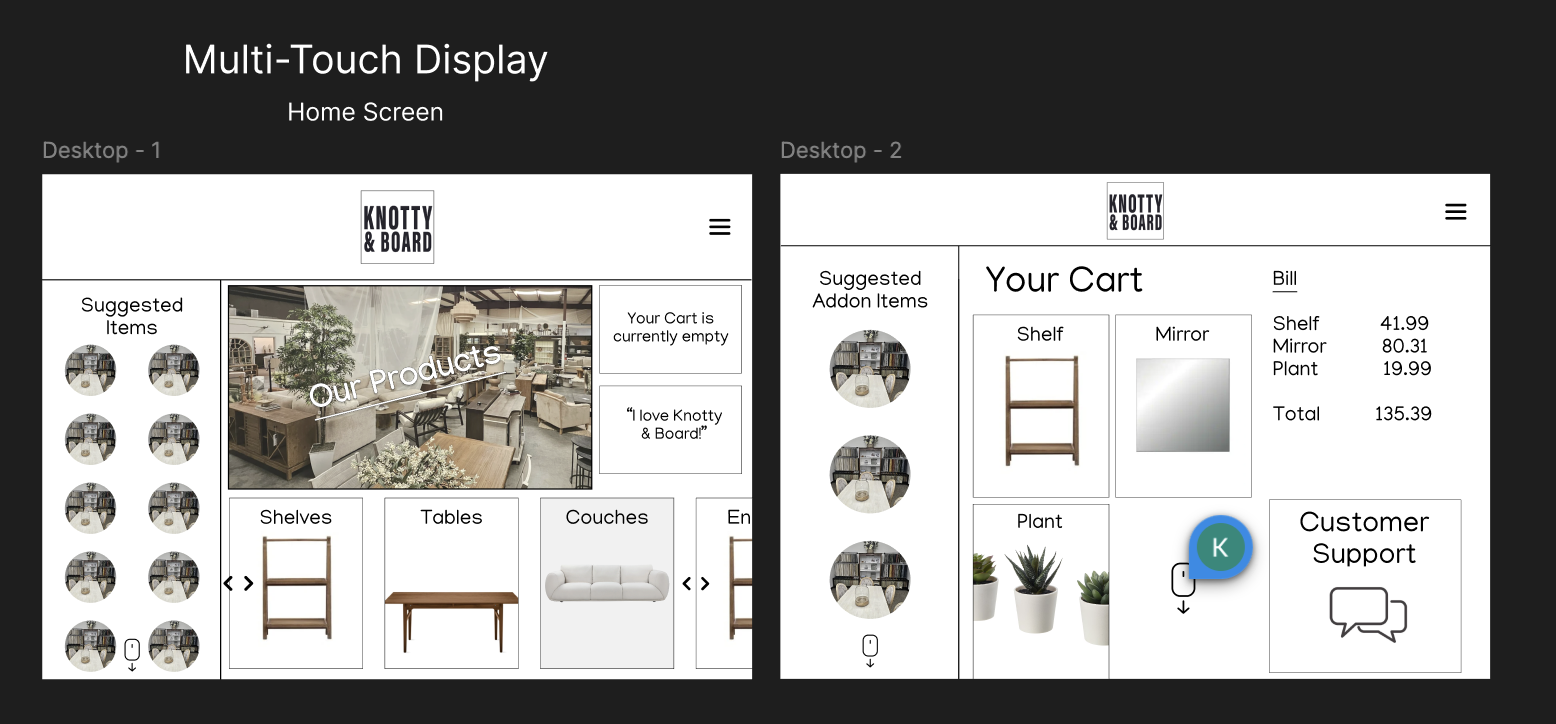 Multi-Touch Display
Home Screen
Desktop - 1
KNOTTY
& BOARD
Suggested
Items
Our Products
Your Cart is
currently empty
“I love Knotty
& Board!”
Shelves
Tables
Couches
En
Desktop - 2
KNOTTY
& BOARD
Suggested
Addon Items
Your Cart
Shelf
Mirror
Plant
K
Bill
Shelf 41.99
Mirror 80.31
Plant 19.99
Total 135.39
Customer
Support